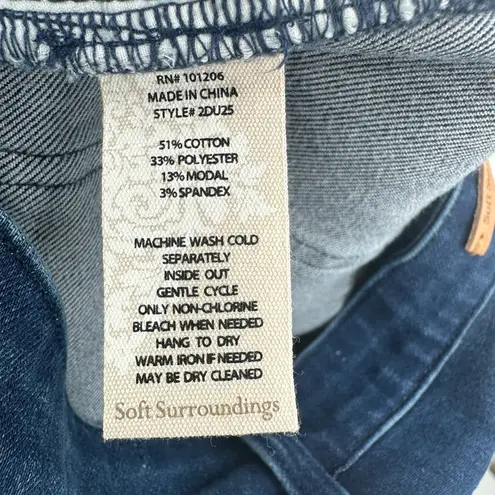 RN# 101206
MADE IN CHINA
STYLE# 2DU25
51% COTTON
33% POLYESTER
13% MODAL
3% SPANDEX
MACHINE WASH COLD
SEPARATELY
INSIDE OUT
GENTLE CYCLE
ONLY NON-CHLORINE
BLEACH WHEN NEEDED
HANG TO DRY
WARM IRON IF NEEDED
MAY BE DRY CLEANED
Soft Surroundings